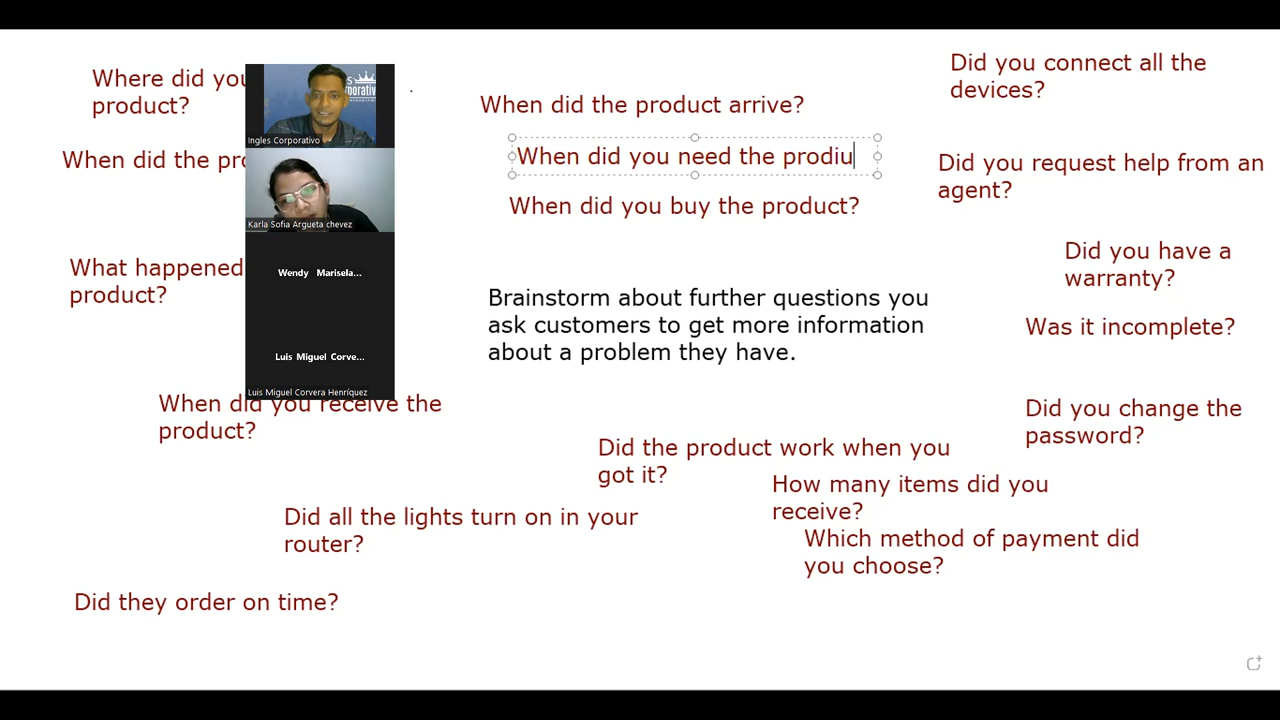 Where did you
product?
When did the
What happened
product?
When did you receive the
product?
Did all the lights turn on in your
router?
Did they order on time?
Ingles Corporativo
Karla Sofia Argueta chevez
Wendy Marisela...
Luis Miguel Corve...
Luis Miguel Corvera Henríquez
When did the product arrive?
When did you need the prodiu
When did you buy the product?
Brainstorm about further questions you
ask customers to get more information
about a problem they have.
Did the product work when you
got it?
How many items did you
receive?
Which method of payment did
you choose?
Did you connect all the
devices?
Did you request help from an
agent?
Did you have a
warranty?
Was it incomplete?
Did you change the
password?